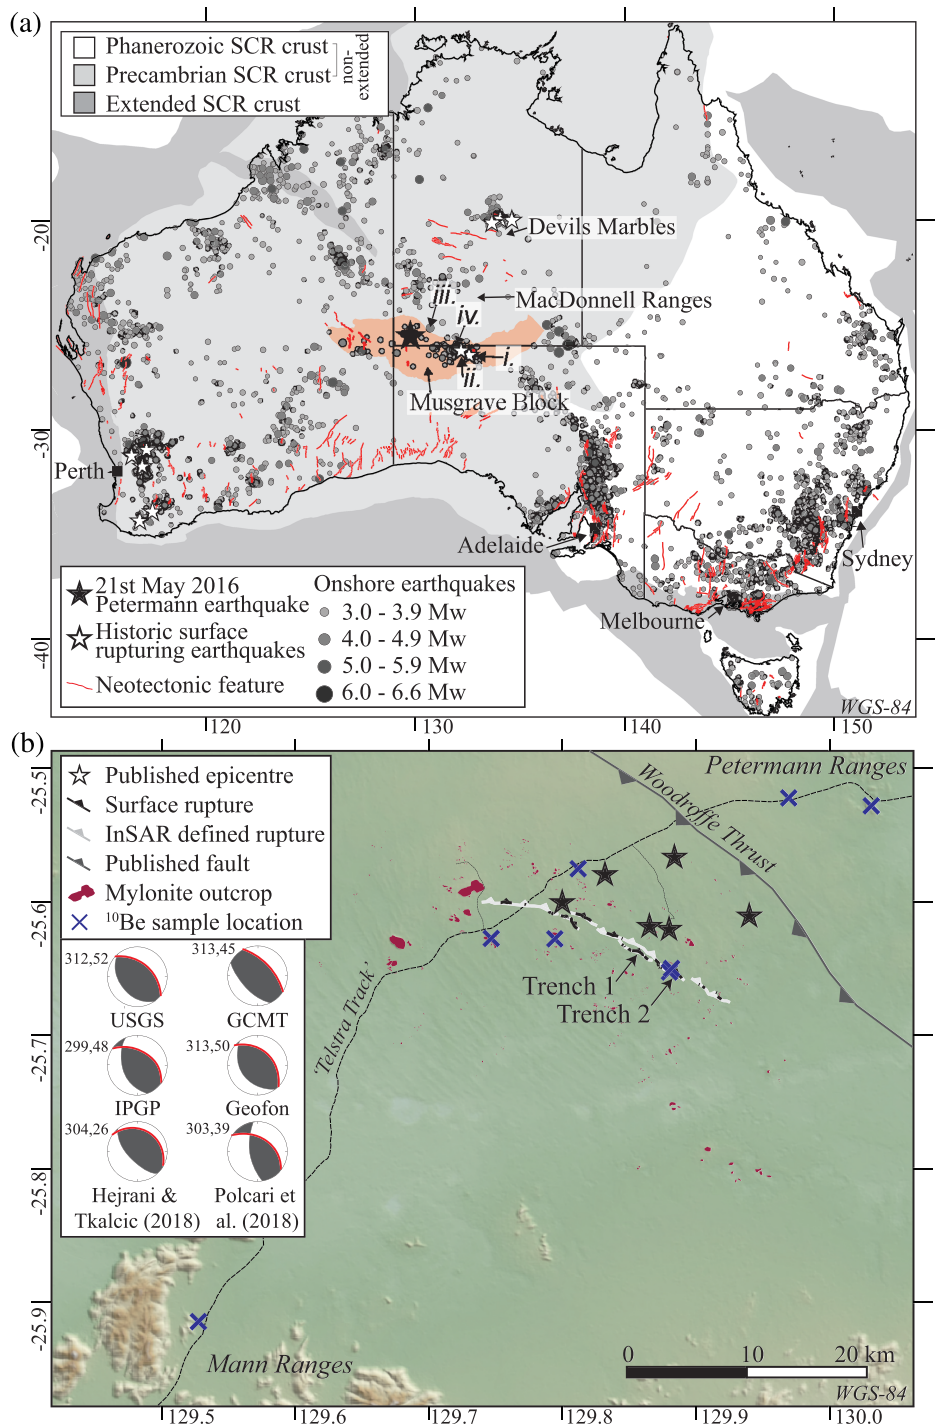 (a)
Phanerozoic SCR crust
Precambrian SCR crust
Extended SCR crust
non-
extended
Devils Marbles
iii.
MacDonnell Ranges
iv.
i.
ii.
Musgrave Block
Perth
Adelaide
Sydney
Melbourne
21st May 2016
Petermann earthquake
Historic surface
rupturing earthquakes
Neotectonic feature
Onshore earthquakes
3.0 - 3.9 Mw
4.0 - 4.9 Mw
5.0 - 5.9 Mw
6.0 - 6.6 Mw
WGS-84
-20
-30
-40
120
130
140
150
(b)
Published epicentre
Surface rupture
InSAR defined rupture
Published fault
Mylonite outcrop
10Be sample location
312,52
USGS
313,45
GCMT
299,48
IPGP
313,50
Geofon
304,26
Hejrani &
Tkalcic (2018)
303,39
Polcari et
al. (2018)
Petermann Ranges
Woodroffe Thrust
Trench 1
Trench 2
'Telstra Track'
Mann Ranges
0
10
20 km
WGS-84
-25.5
-25.6
-25.7
-25.8
-25.9
129.5
129.6
129.7
129.8
129.9
130.0